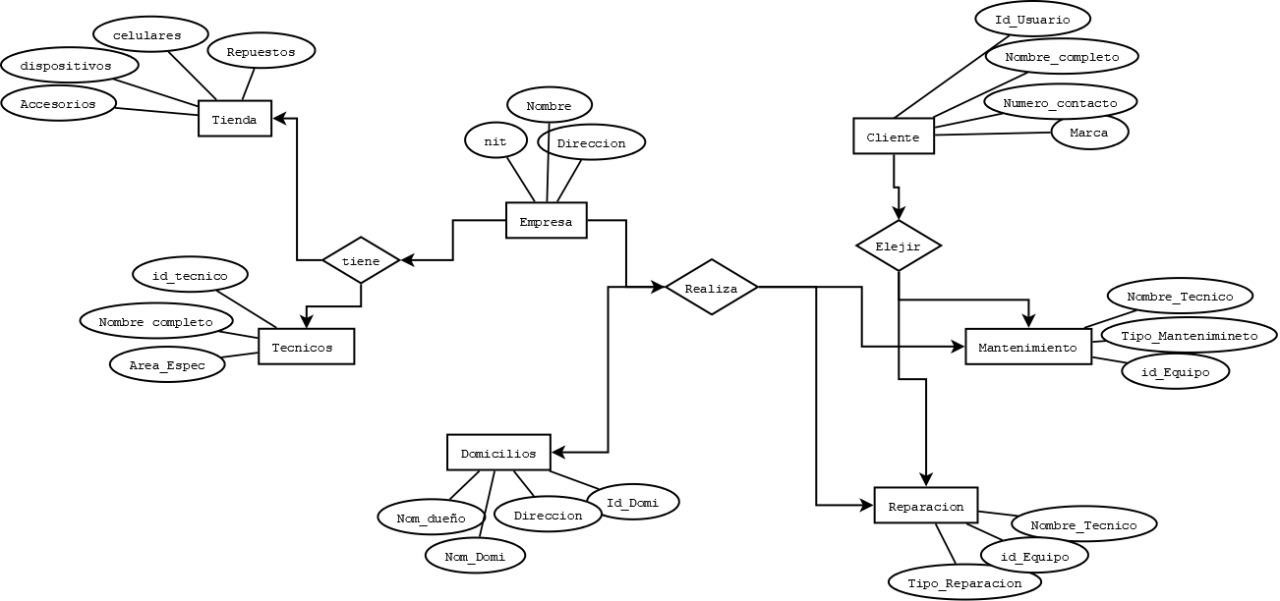 Id_Usuario
celulares
Repuestos
Nombre_completo
dispositivos
Accesorios
Nombre
Numero_contacto
Tienda
Marca
Cliente
nit
Direccion
Empresa
Elejir
tiene
id_tecnico
Realiza
Nombre_Tecnico
Nombre completo
Tipo_Mantenimineto
Tecnicos
Mantenimiento
Area_Espec
id_Equipo
Domicilios
Id_Domi
Reparacion
Nom_dueño
Direccion
Nombre_Tecnico
Nom_Domi
id_Equipo
Tipo_Reparacion